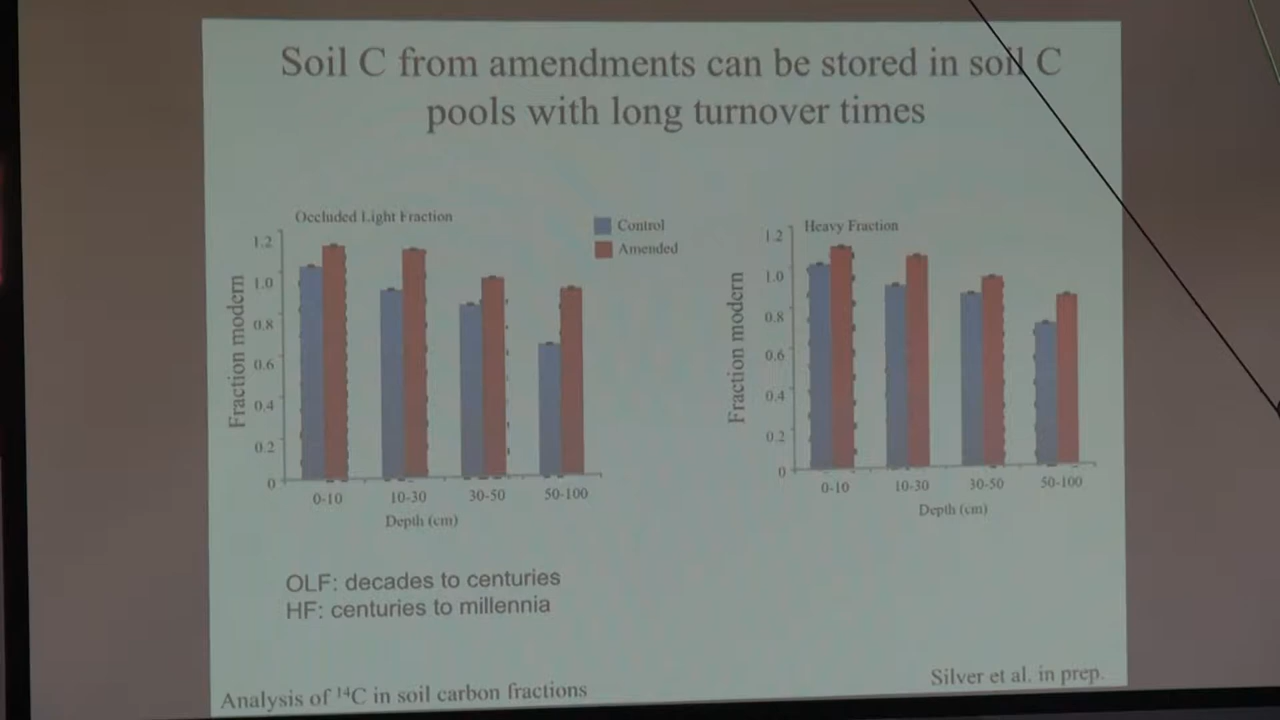 Soil C from amendments can be stored in soil C
pools with long turnover times
Occluded Light Fraction
Control
Amended
Fraction modern
1.2
1.0
0.8
0.6
0.4
0.2
0
0-10
10-30
30-50
50-100
Depth (cm)
Heavy Fraction
Fraction modern
1.2
1.0
0.8
0.6
0.4
0.2
0
0-10
10-30
30-50
50-100
Depth (cm)
OLF: decades to centuries
HF: centuries to millennia
Analysis of ¹⁴C in soil carbon fractions
Silver et al. in prep.